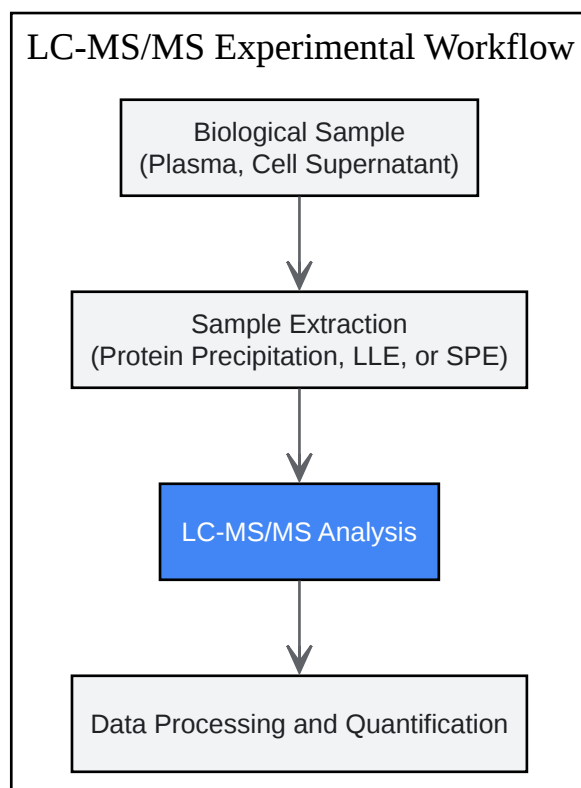 LC-MS/MS Experimental Workflow
Biological Sample
(Plasma, Cell Supernatant)
Sample Extraction
(Protein Precipitation, LLE, or SPE)
LC-MS/MS Analysis
Data Processing and Quantification